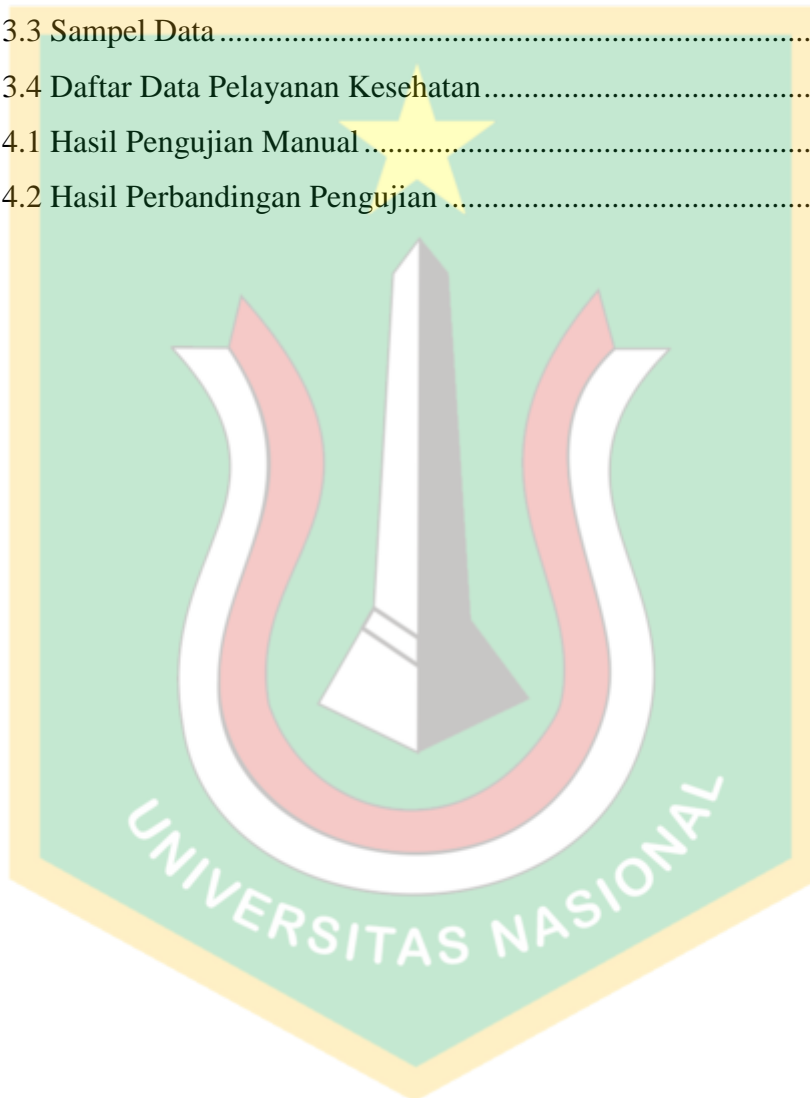 3.3 Sampel Data........................................................................
3.4 Daftar Data Pelayanan Kesehatan.........................................
4.1 Hasil Pengujian Manual........................................................
4.2 Hasil Perbandingan Pengujian ..............................................
UNIVERSITAS NASIONAL